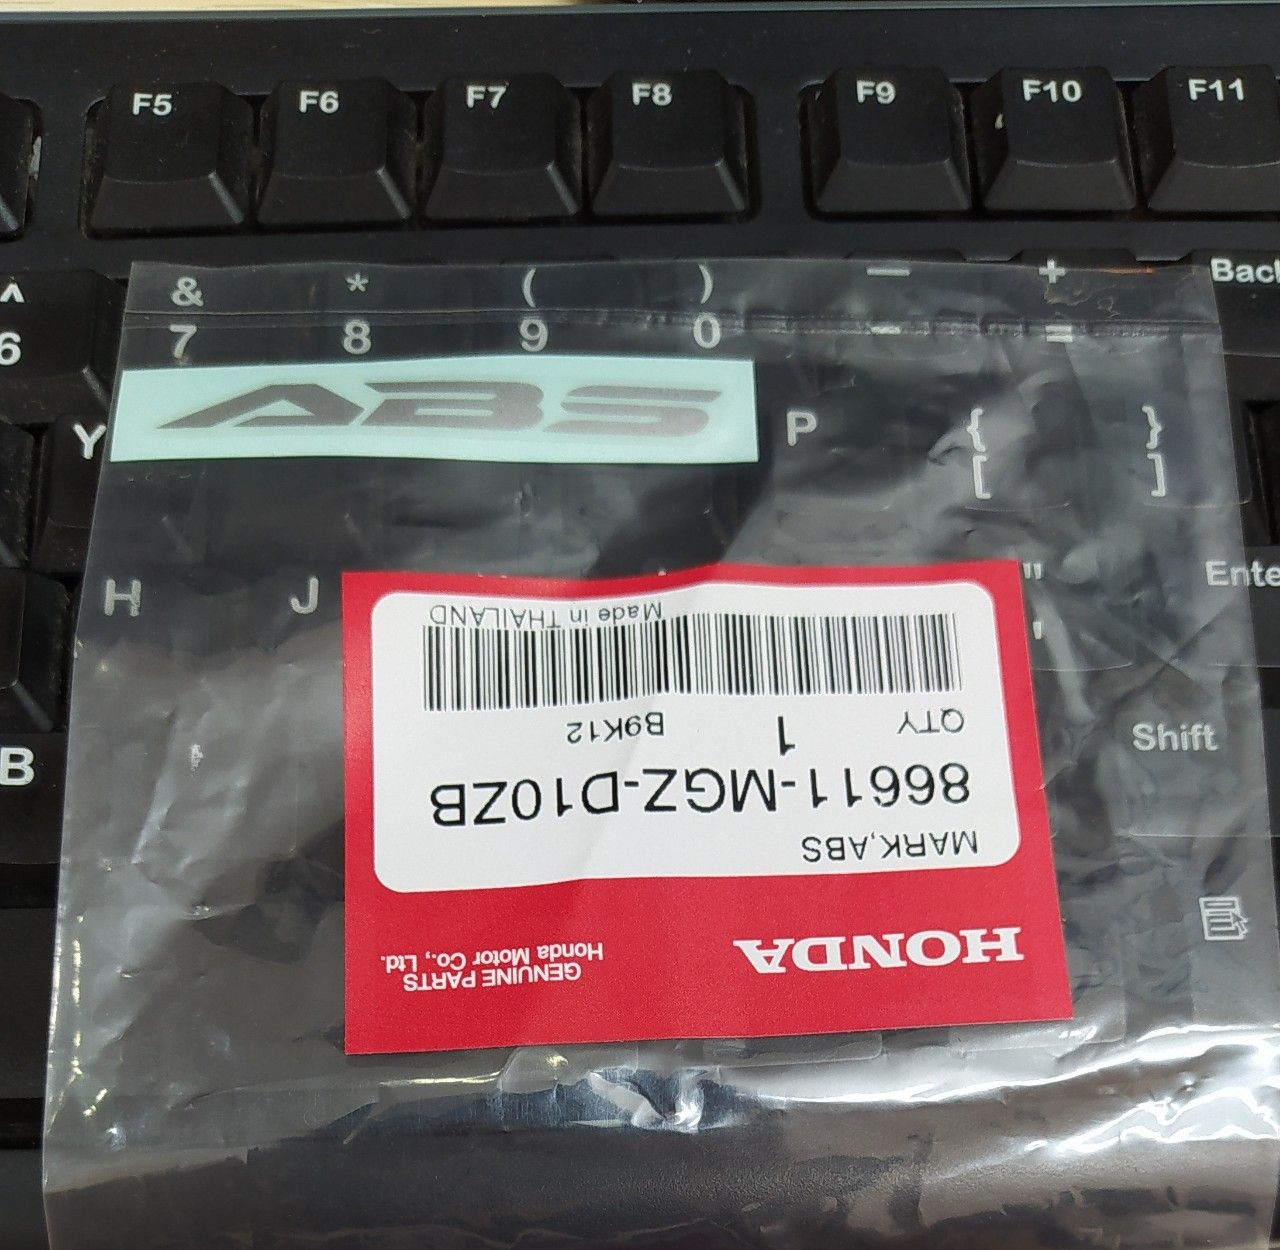 F5 F6 F7 F8 F9 F10 F11
^ & * ( ) — + Back
6 7 8 9 0 - =
ABS
Y P { }
[ ]
H J " Enter
'
B Shift
HONDA
GENUINE PARTS
Honda Motor Co., Ltd.
MARK,ABS
86611-MGZ-D10ZB
QTY 1 B9K12
Made in THAILAND